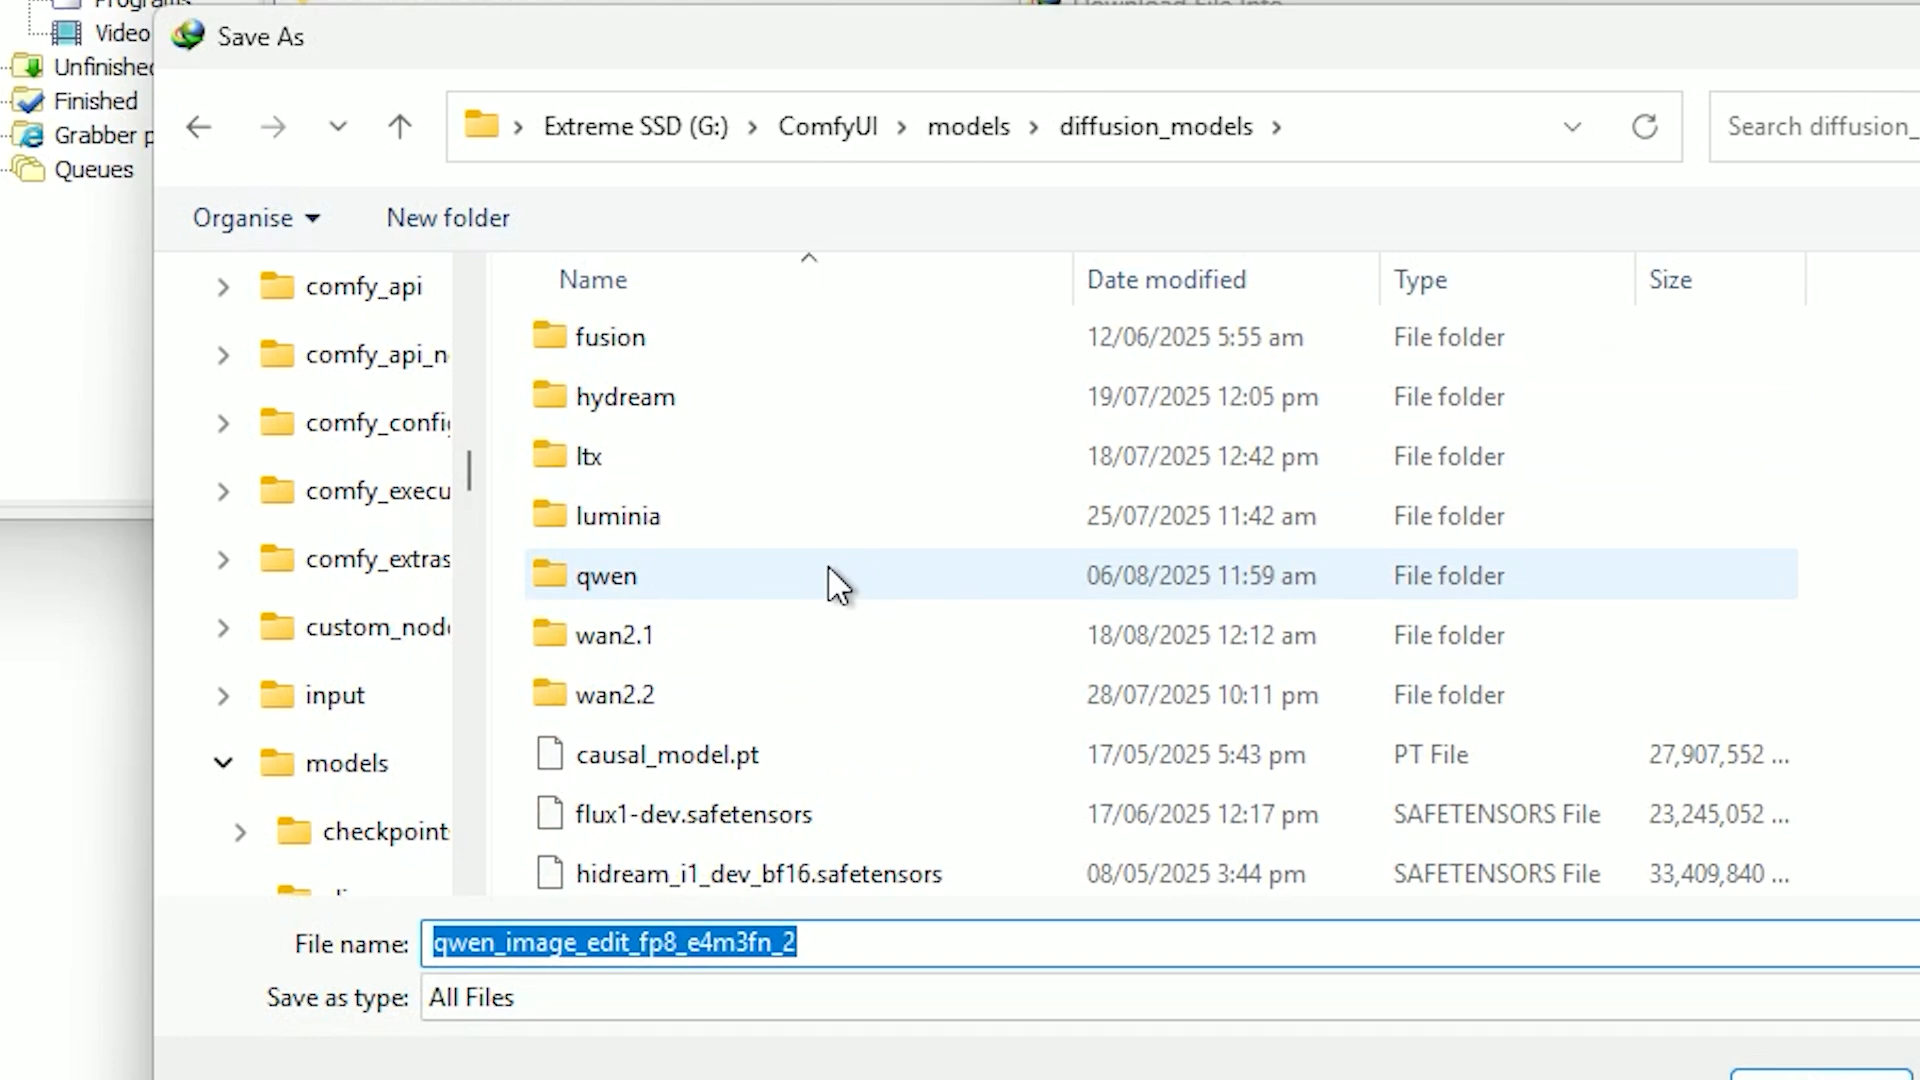 Programs
Download File Info
Video
Save As
Unfinished
Finished
Grabber p
Queues
Extreme SSD (G:) > ComfyUI > models > diffusion_models >
Search diffusion_
Organise
New folder
comfy_api
comfy_api_n
comfy_config
comfy_execu
comfy_extras
custom_node
input
models
checkpoints
Name Date modified Type Size
fusion 12/06/2025 5:55 am File folder
hydream 19/07/2025 12:05 pm File folder
ltx 18/07/2025 12:42 pm File folder
luminia 25/07/2025 11:42 am File folder
qwen 06/08/2025 11:59 am File folder
wan2.1 18/08/2025 12:12 am File folder
wan2.2 28/07/2025 10:11 pm File folder
causal_model.pt 17/05/2025 5:43 pm PT File 27,907,552 ...
flux1-dev.safetensors 17/06/2025 12:17 pm SAFETENSORS File 23,245,052 ...
hidream_i1_dev_bf16.safetensors 08/05/2025 3:44 pm SAFETENSORS File 33,409,840 ...
File name: qwen_image_edit_fp8_e4m3fn_2
Save as type: All Files